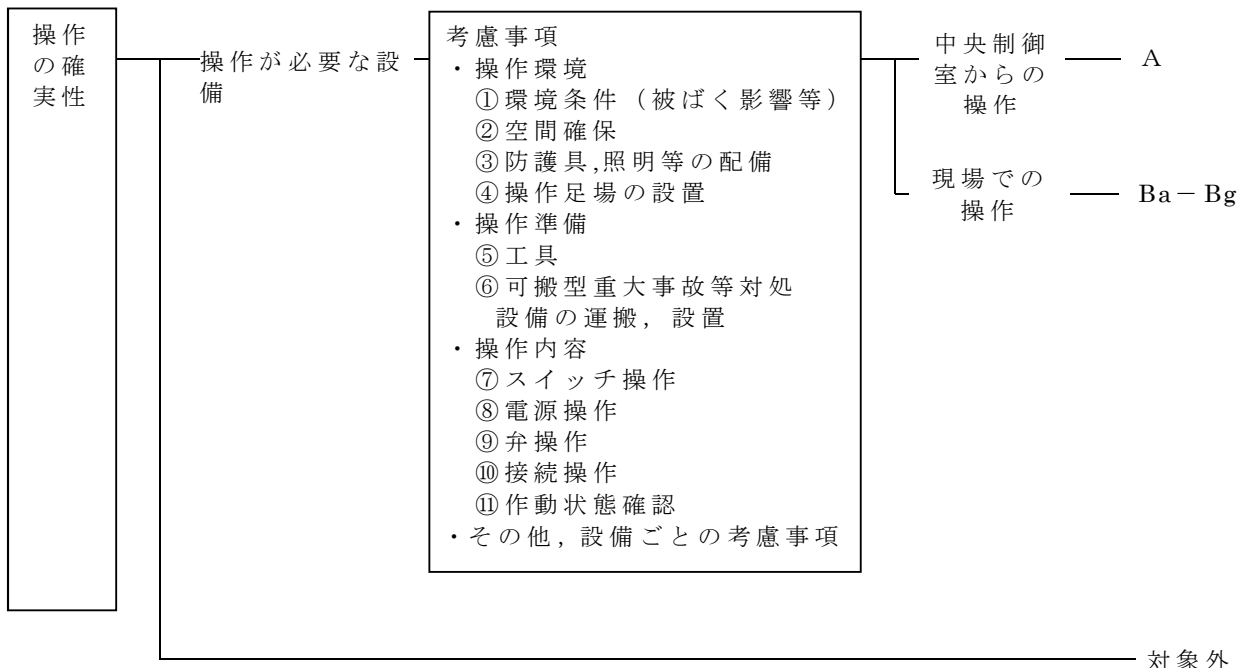 操作
の確
実性
操作が必要な設
備
考慮事項
・操作環境
①環境条件（被ばく影響等）
②空間確保
③防護具,照明等の配備
④操作足場の設置
・操作準備
⑤工具
⑥可搬型重大事故等対処
設備の運搬，設置
・操作内容
⑦スイッチ操作
⑧電源操作
⑨弁操作
⑩接続操作
⑪作動状態確認
・その他，設備ごとの考慮事項
中央制御
室からの
操作
A
現場での
操作
Ba－Bg
対象外